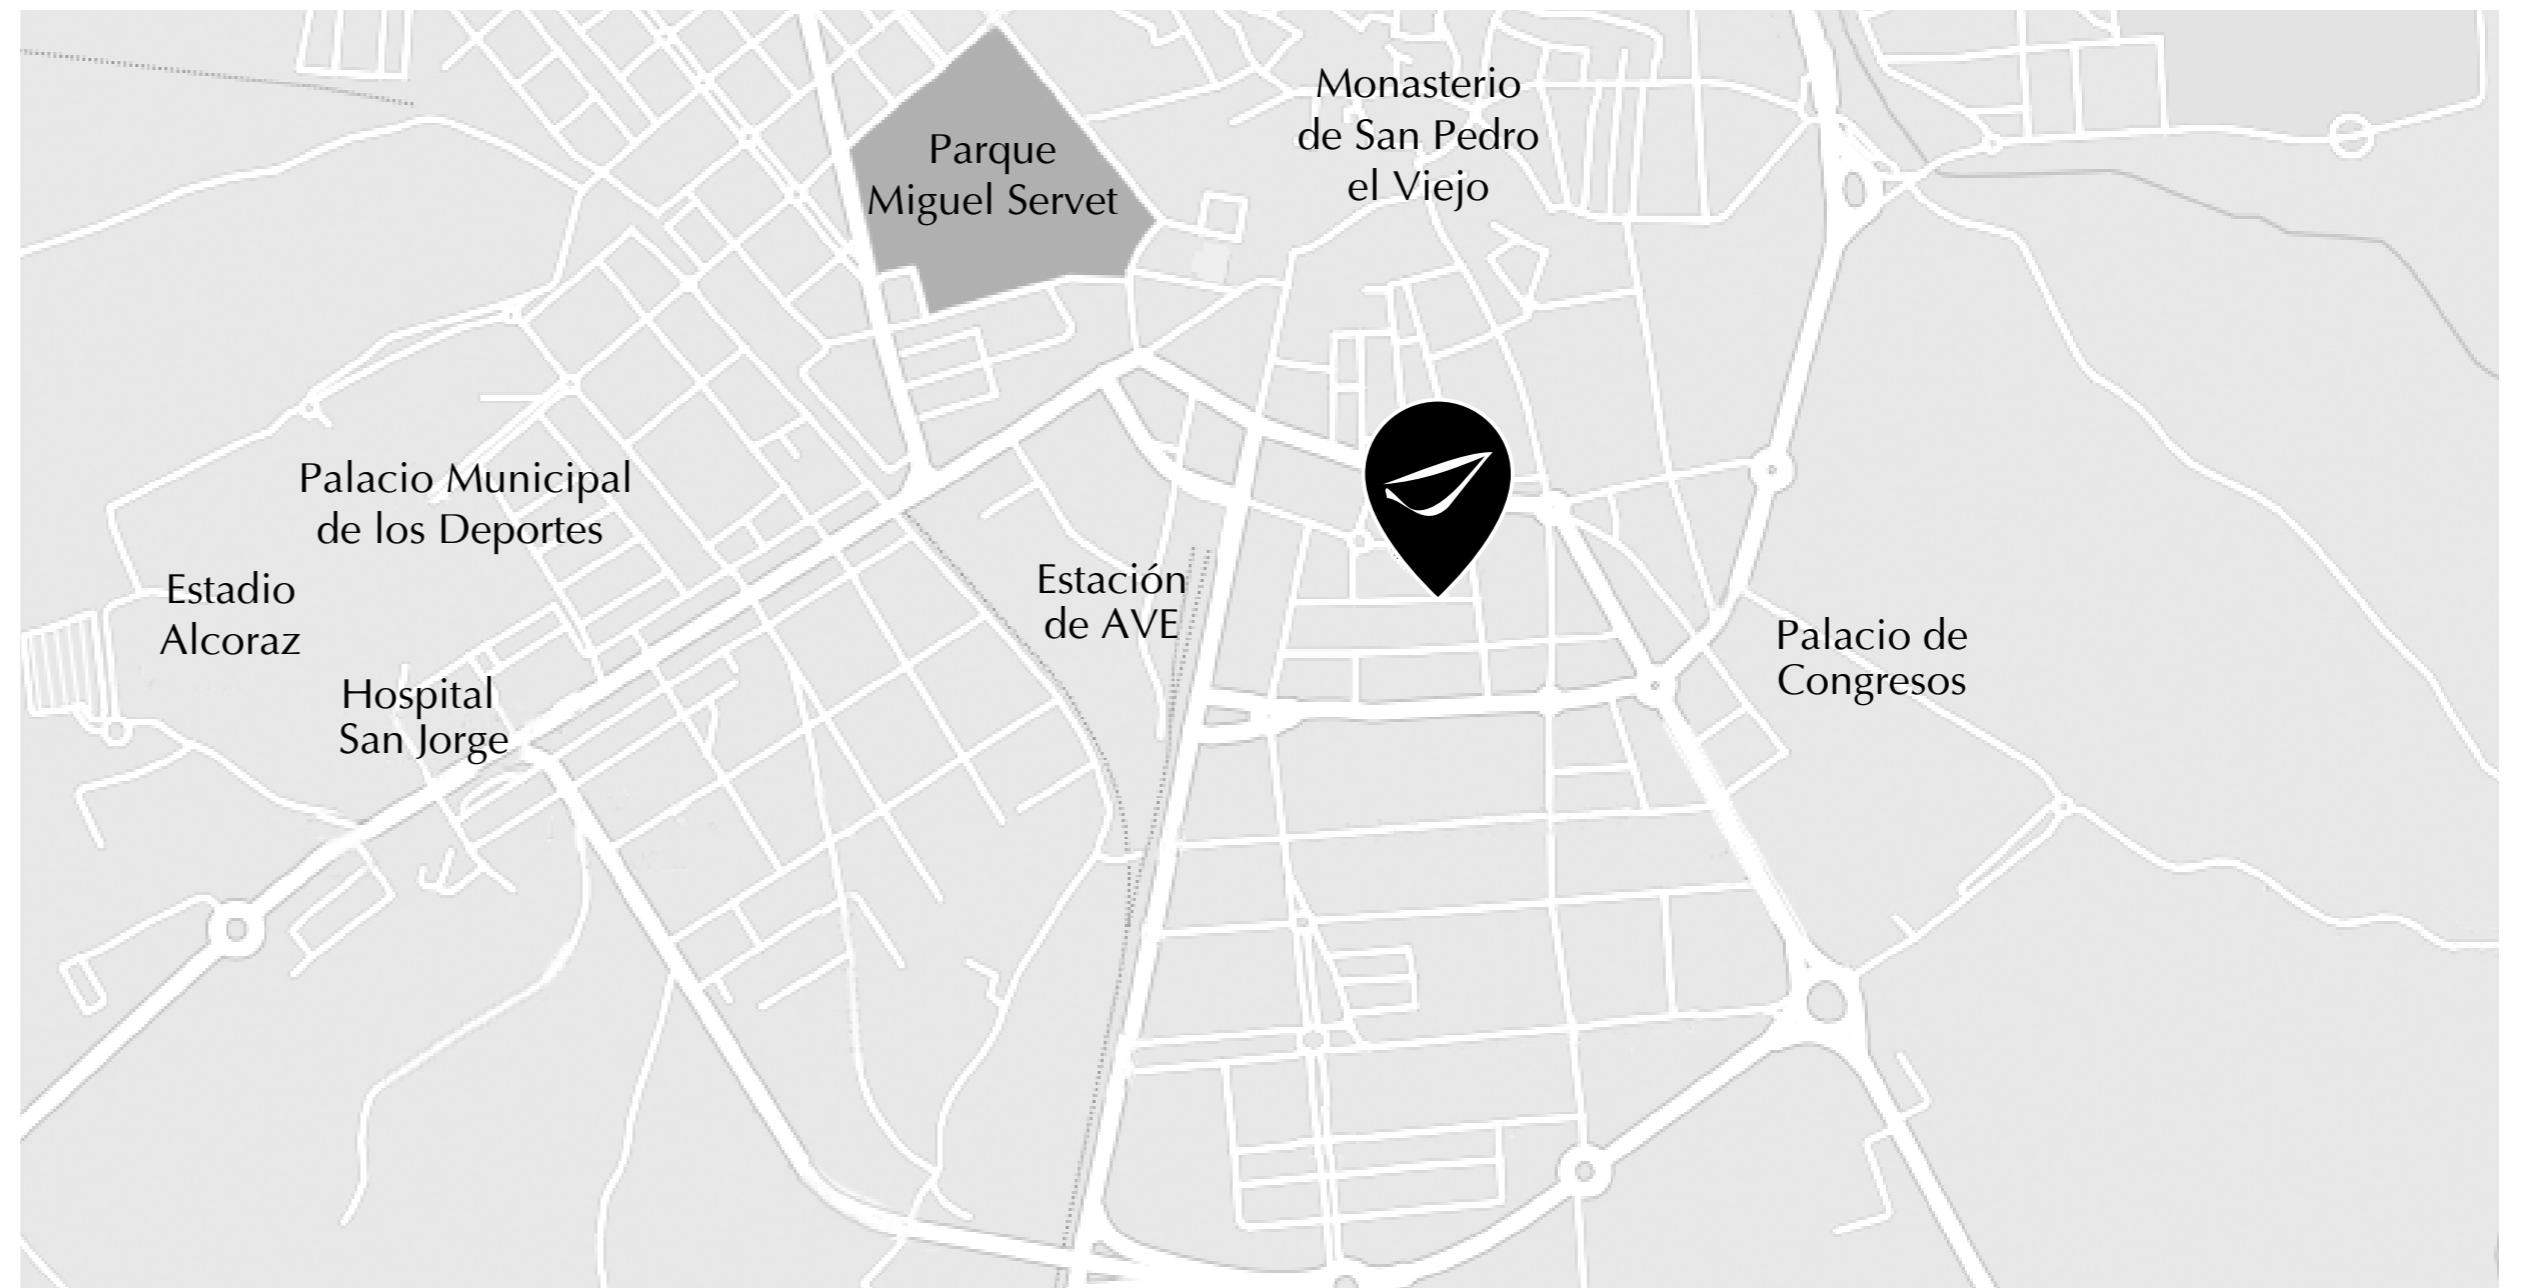 Monasterio
de San Pedro
el Viejo
Parque
Miguel Servet
Palacio Municipal
de los Deportes
Estación
de AVE
Estadio
Alcoraz
Palacio de
Congresos
Hospital
San Jorge